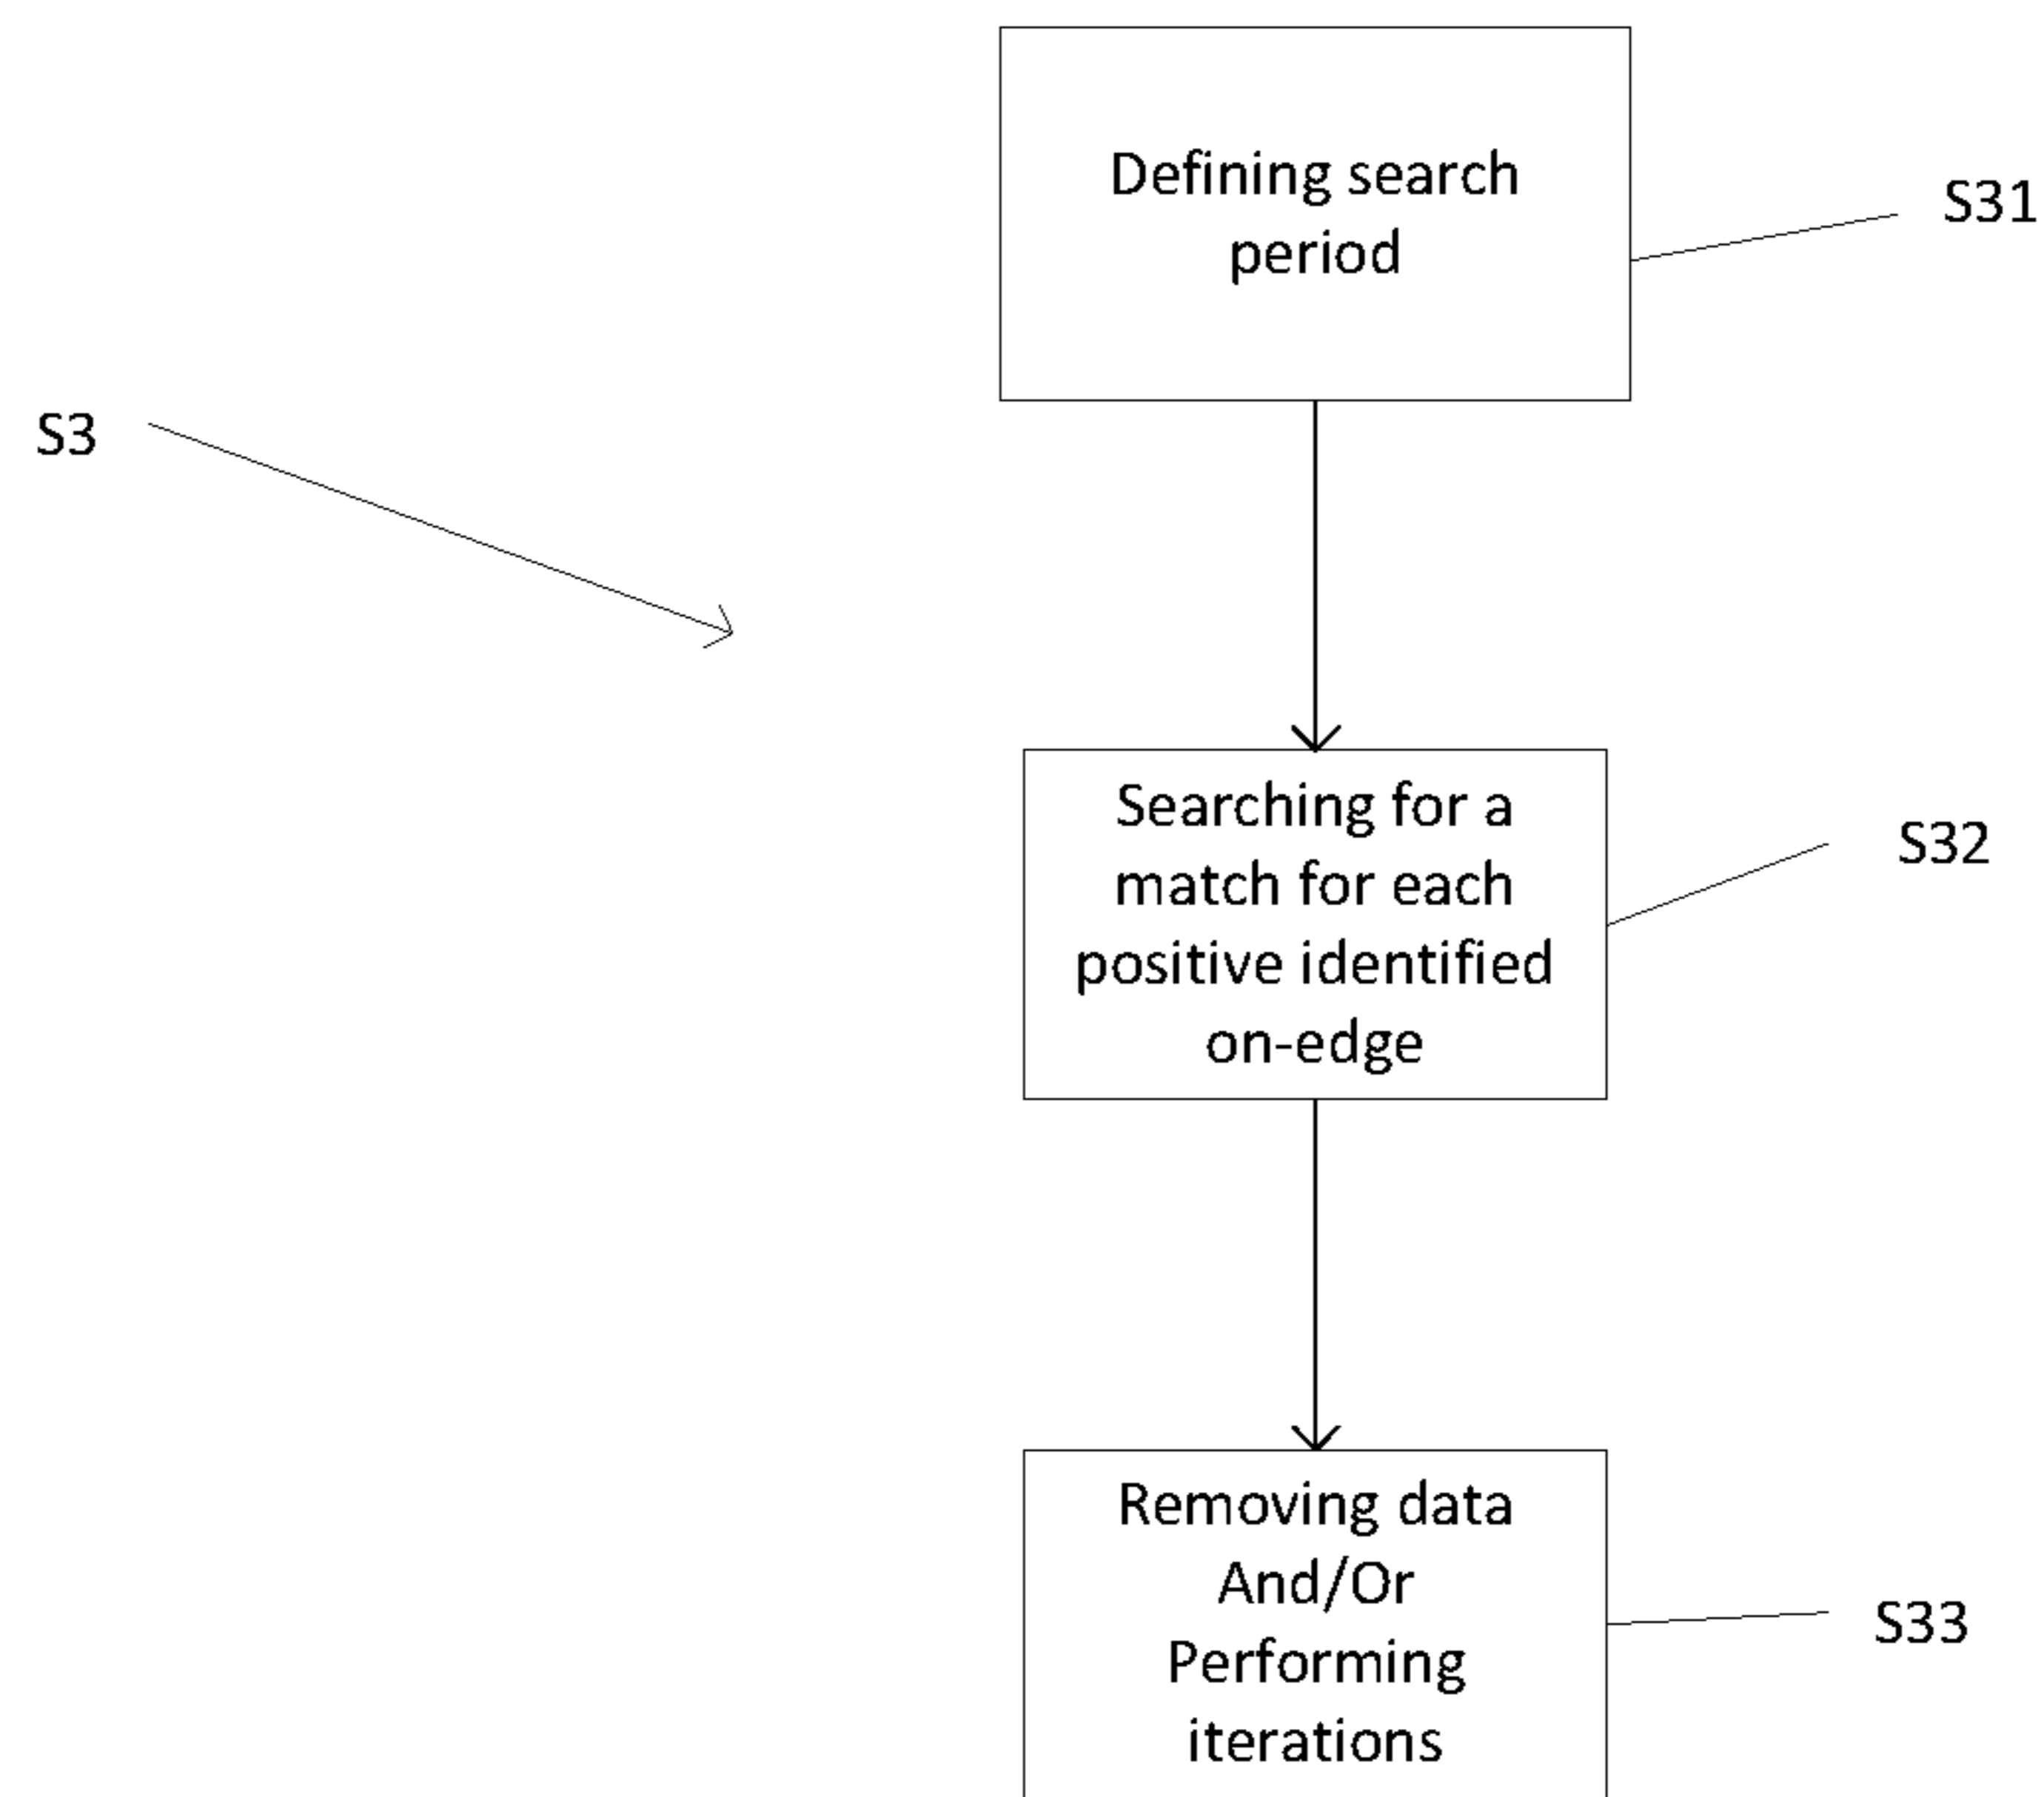 Defining search
period
S31
S3
Searching for a
match for each
positive identified
on-edge
S32
Removing data
And/Or
Performing
iterations
S33